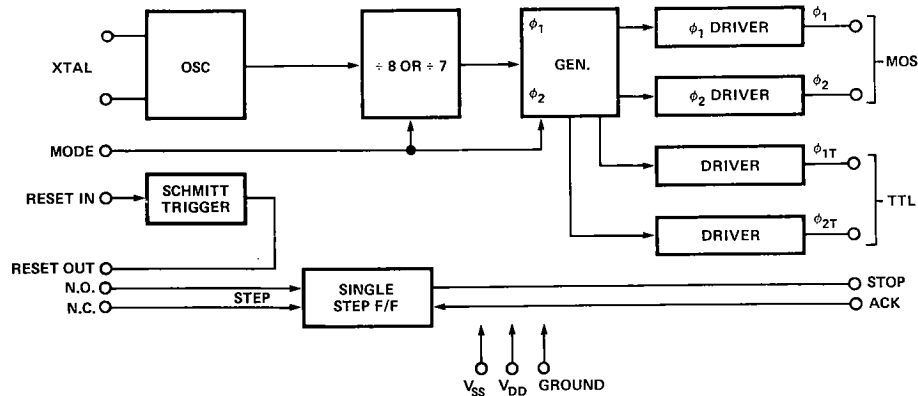 XTAL
OSC
÷ 8 OR ÷ 7
ϕ1
GEN.
ϕ2
ϕ1 DRIVER
ϕ1
ϕ2 DRIVER
ϕ2
MOS
MODE
DRIVER
ϕ1T
DRIVER
ϕ2T
TTL
RESET IN
SCHMITT
TRIGGER
RESET OUT
N.O.
N.C.
STEP
SINGLE
STEP F/F
STOP
ACK
VSS
VDD
GROUND